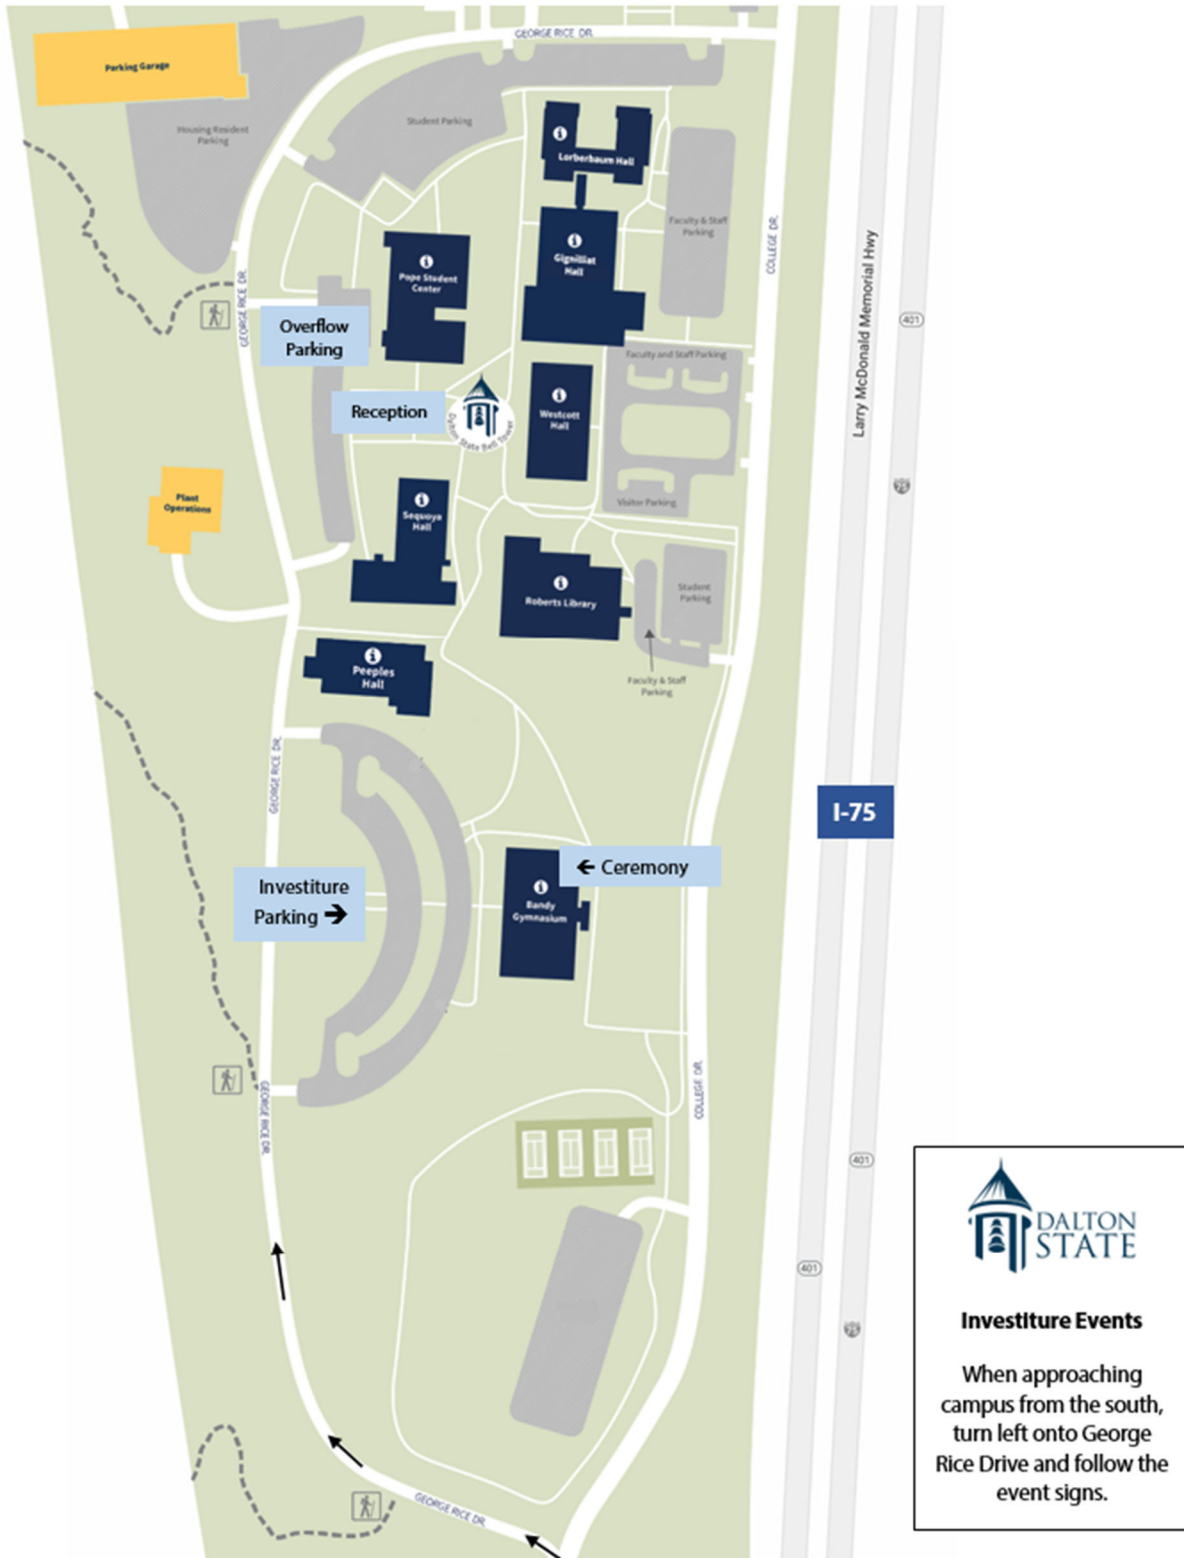 GEORGE RICE DR.
Parking Garage
Student Parking
Housing Resident
Parking
Lorberbaum Hall
Faculty & Staff
Parking
COLLEGE DR.
Gignilliat
Hall
Pope Student
Center
GEORGE RICE DR.
Larry McDonald Memorial Hwy
401
Overflow
Parking
Faculty and Staff Parking
Reception
Dalton State Bell Tower
Westcott
Hall
75
Plant
Operations
Sequoya
Hall
Visitor Parking
Roberts Library
Student
Parking
Peeples
Hall
Faculty & Staff
Parking
GEORGE RICE DR.
I-75
← Ceremony
Investiture
Parking →
Bandy
Gymnasium
GEORGE RICE DR.
COLLEGE DR.
401
401
75
GEORGE RICE DR.
DALTON
STATE
Investiture Events
When approaching
campus from the south,
turn left onto George
Rice Drive and follow the
event signs.